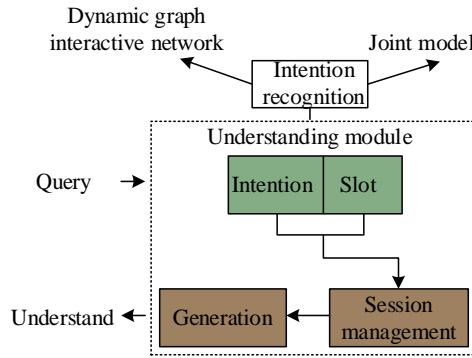 Dynamic graph
interactive network
Joint model
Intention
recognition
Understanding module
Query
Intention
Slot
Understand
Generation
Session
management